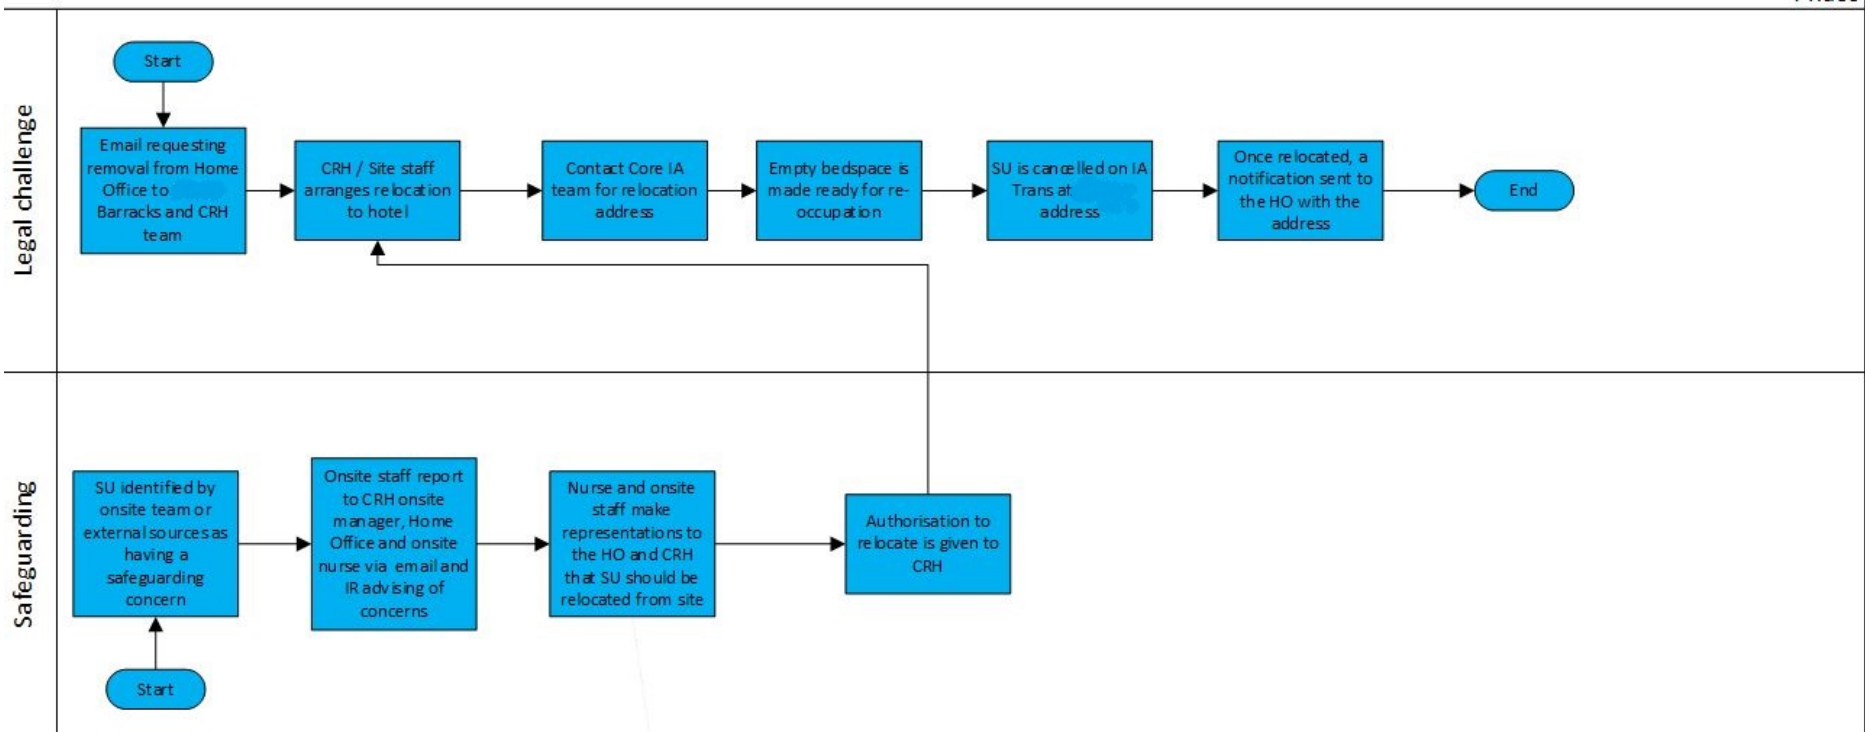 Legal challenge
Start
Email requesting
removal from Home
Office to
Barracks and CRH
team
CRH / Site staff
arranges relocation
to hotel
Contact Core IA
team for relocation
address
Empty bedspace is
made ready for re-
occupation
SU is cancelled on IA
Trans at
address
Once relocated, a
notification sent to
the HO with the
address
End
Safeguarding
SU identified by
onsite team or
external sources as
having a
safeguarding
concern
Start
Onsite staff report
to CRH onsite
manager, Home
Office and onsite
nurse via email and
IR advising of
concerns
Nurse and onsite
staff make
representations to
the HO and CRH
that SU should be
relocated from site
Authorisation to
relocate is given to
CRH